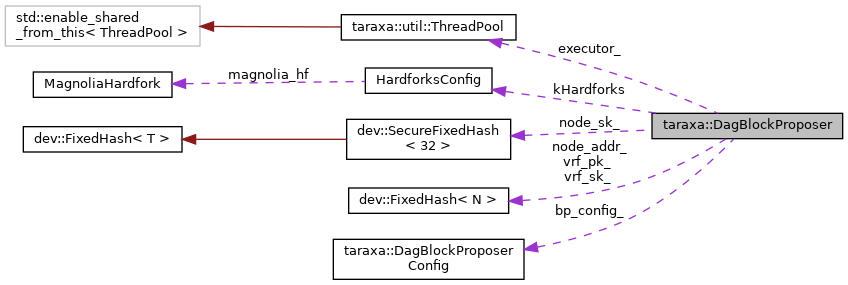 std::enable_shared
_from_this< ThreadPool >
taraxa::util::ThreadPool
executor_
MagnoliaHardfork
magnolia_hf
HardforksConfig
kHardforks
taraxa::DagBlockProposer
dev::FixedHash< T >
dev::SecureFixedHash
< 32 >
node_sk_
node_addr_
vrf_pk_
vrf_sk_
dev::FixedHash< N >
bp_config_
taraxa::DagBlockProposer
Config